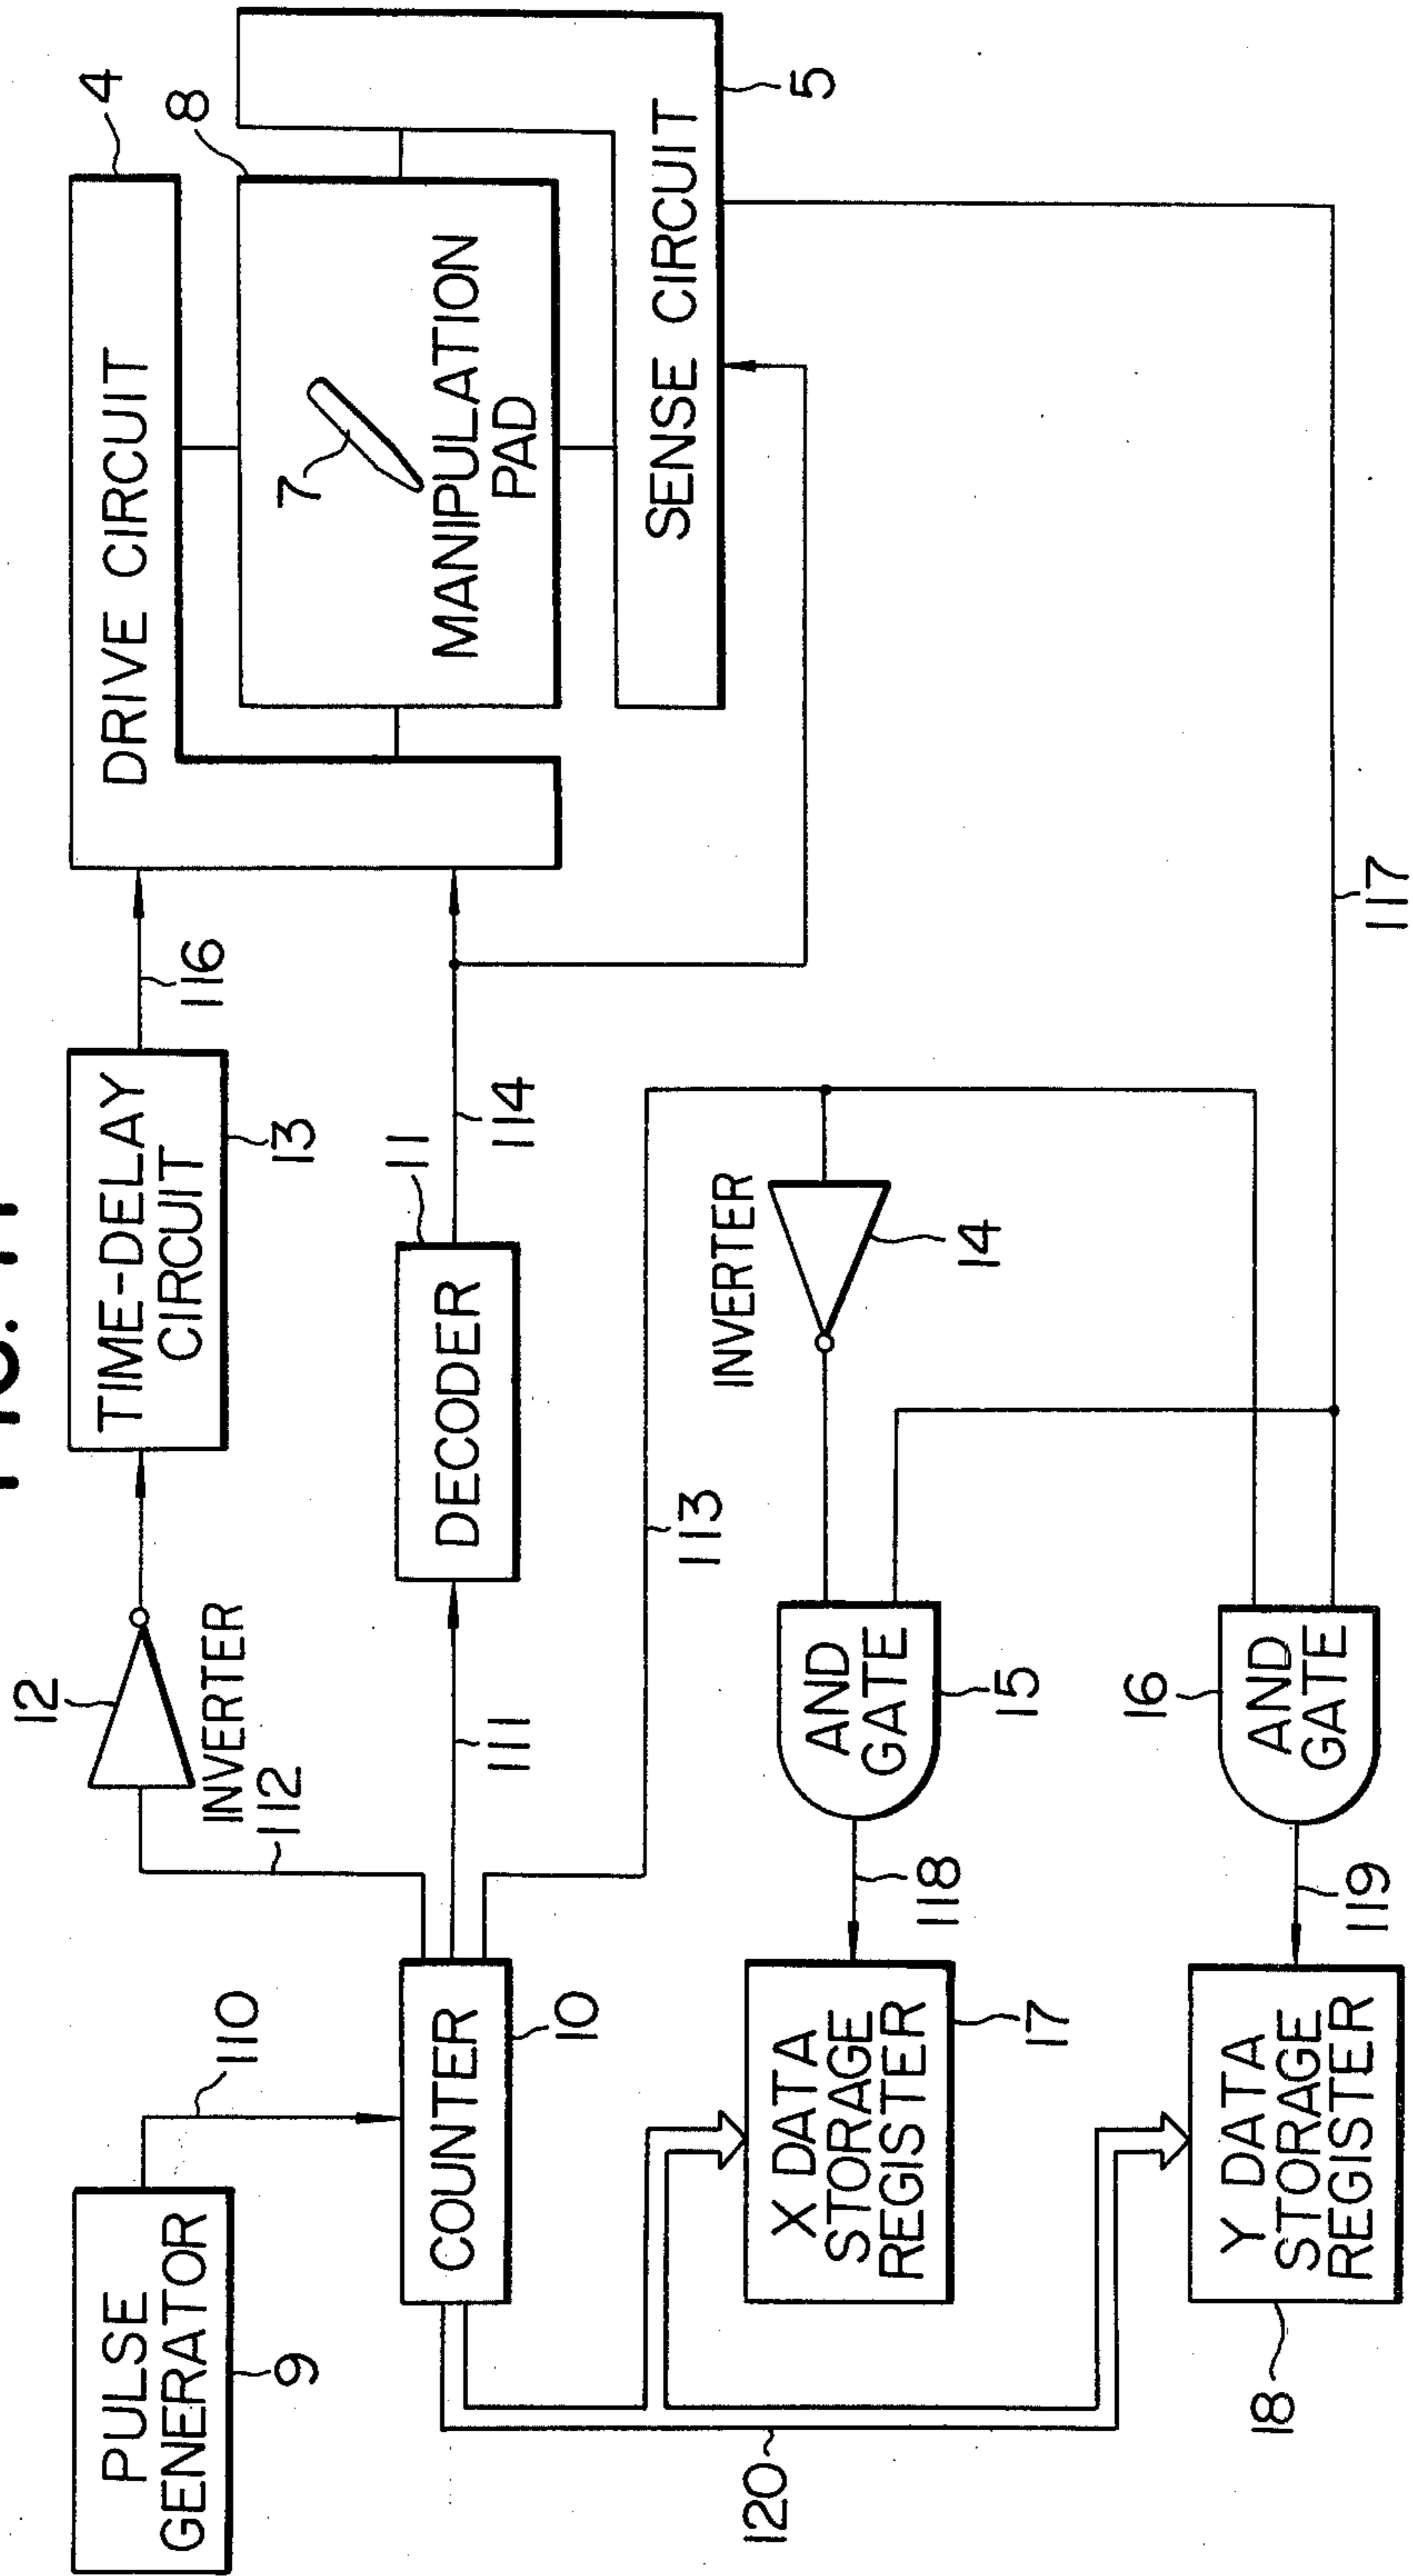 PULSE
GENERATOR
9
110
COUNTER
10
112
12
INVERTER
TIME-DELAY
CIRCUIT
13
116
111
DECODER
11
114
DRIVE CIRCUIT
4
8
7
MANIPULATION
PAD
SENSE CIRCUIT
5
113
INVERTER
14
117
AND
GATE
15
AND
GATE
16
118
119
X DATA
STORAGE
REGISTER
17
Y DATA
STORAGE
REGISTER
18
120